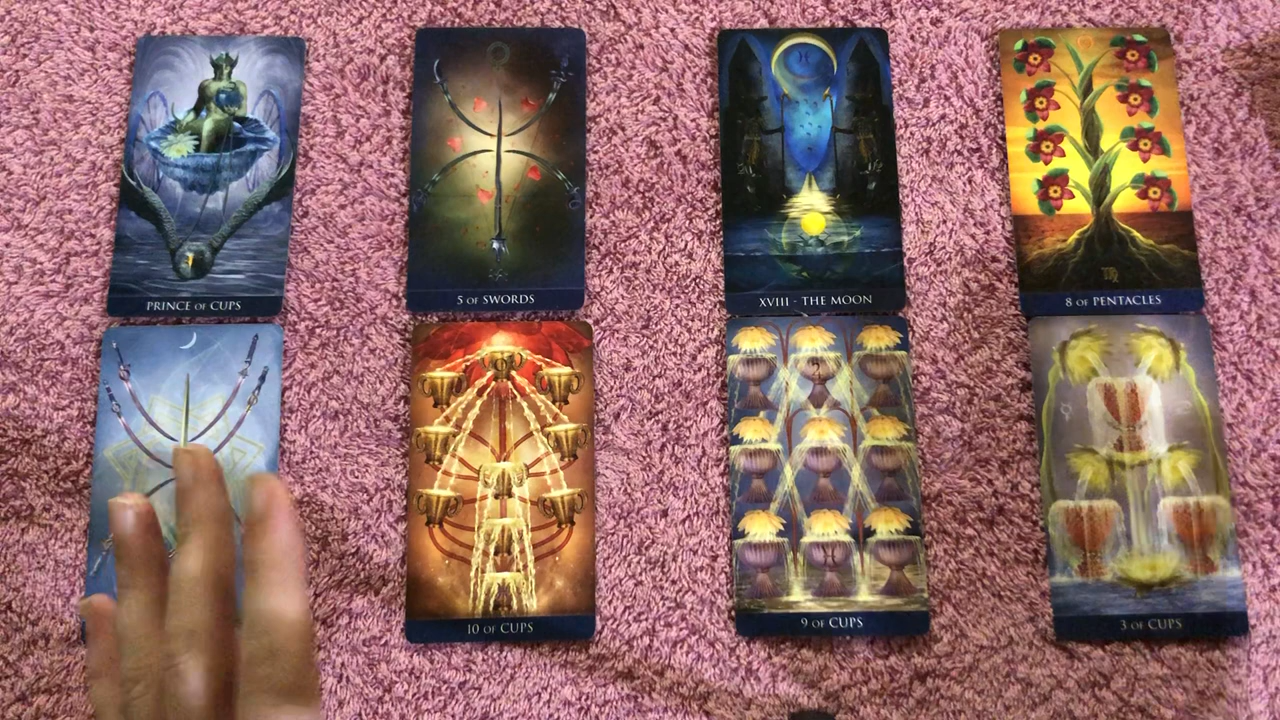 PRINCE OF CUPS
5 OF SWORDS
XVIII - THE MOON
8 OF PENTACLES
10 OF CUPS
9 OF CUPS
3 OF CUPS